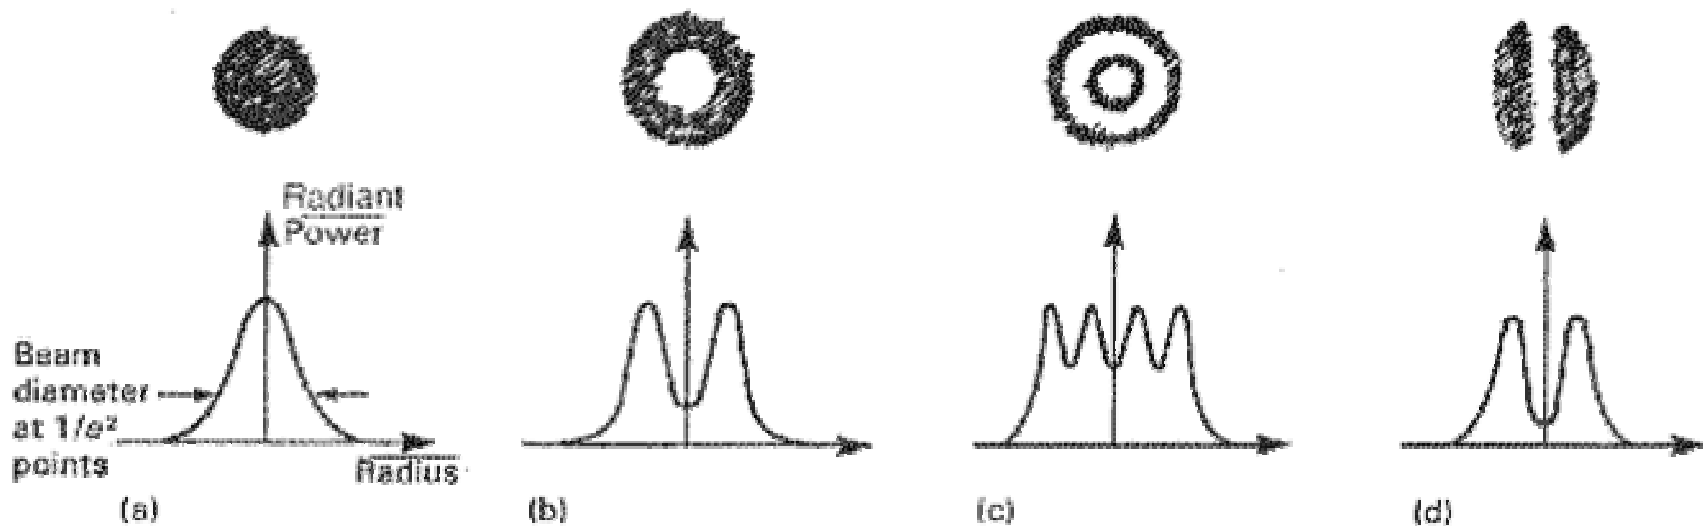 Radiant
Power
Beam
diameter
at 1/e²
points
Radius
(a)
(b)
(c)
(d)